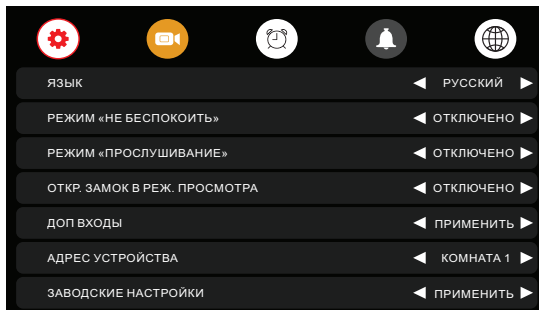 ЯЗЫК РУССКИЙ
РЕЖИМ «НЕ БЕСПОКОИТЬ» ОТКЛЮЧЕНО
РЕЖИМ «ПРОСЛУШИВАНИЕ» ОТКЛЮЧЕНО
ОТКР. ЗАМОК В РЕЖ. ПРОСМОТРА ОТКЛЮЧЕНО
ДОП ВХОДЫ ПРИМЕНИТЬ
АДРЕС УСТРОЙСТВА КОМНАТА 1
ЗАВОДСКИЕ НАСТРОЙКИ ПРИМЕНИТЬ